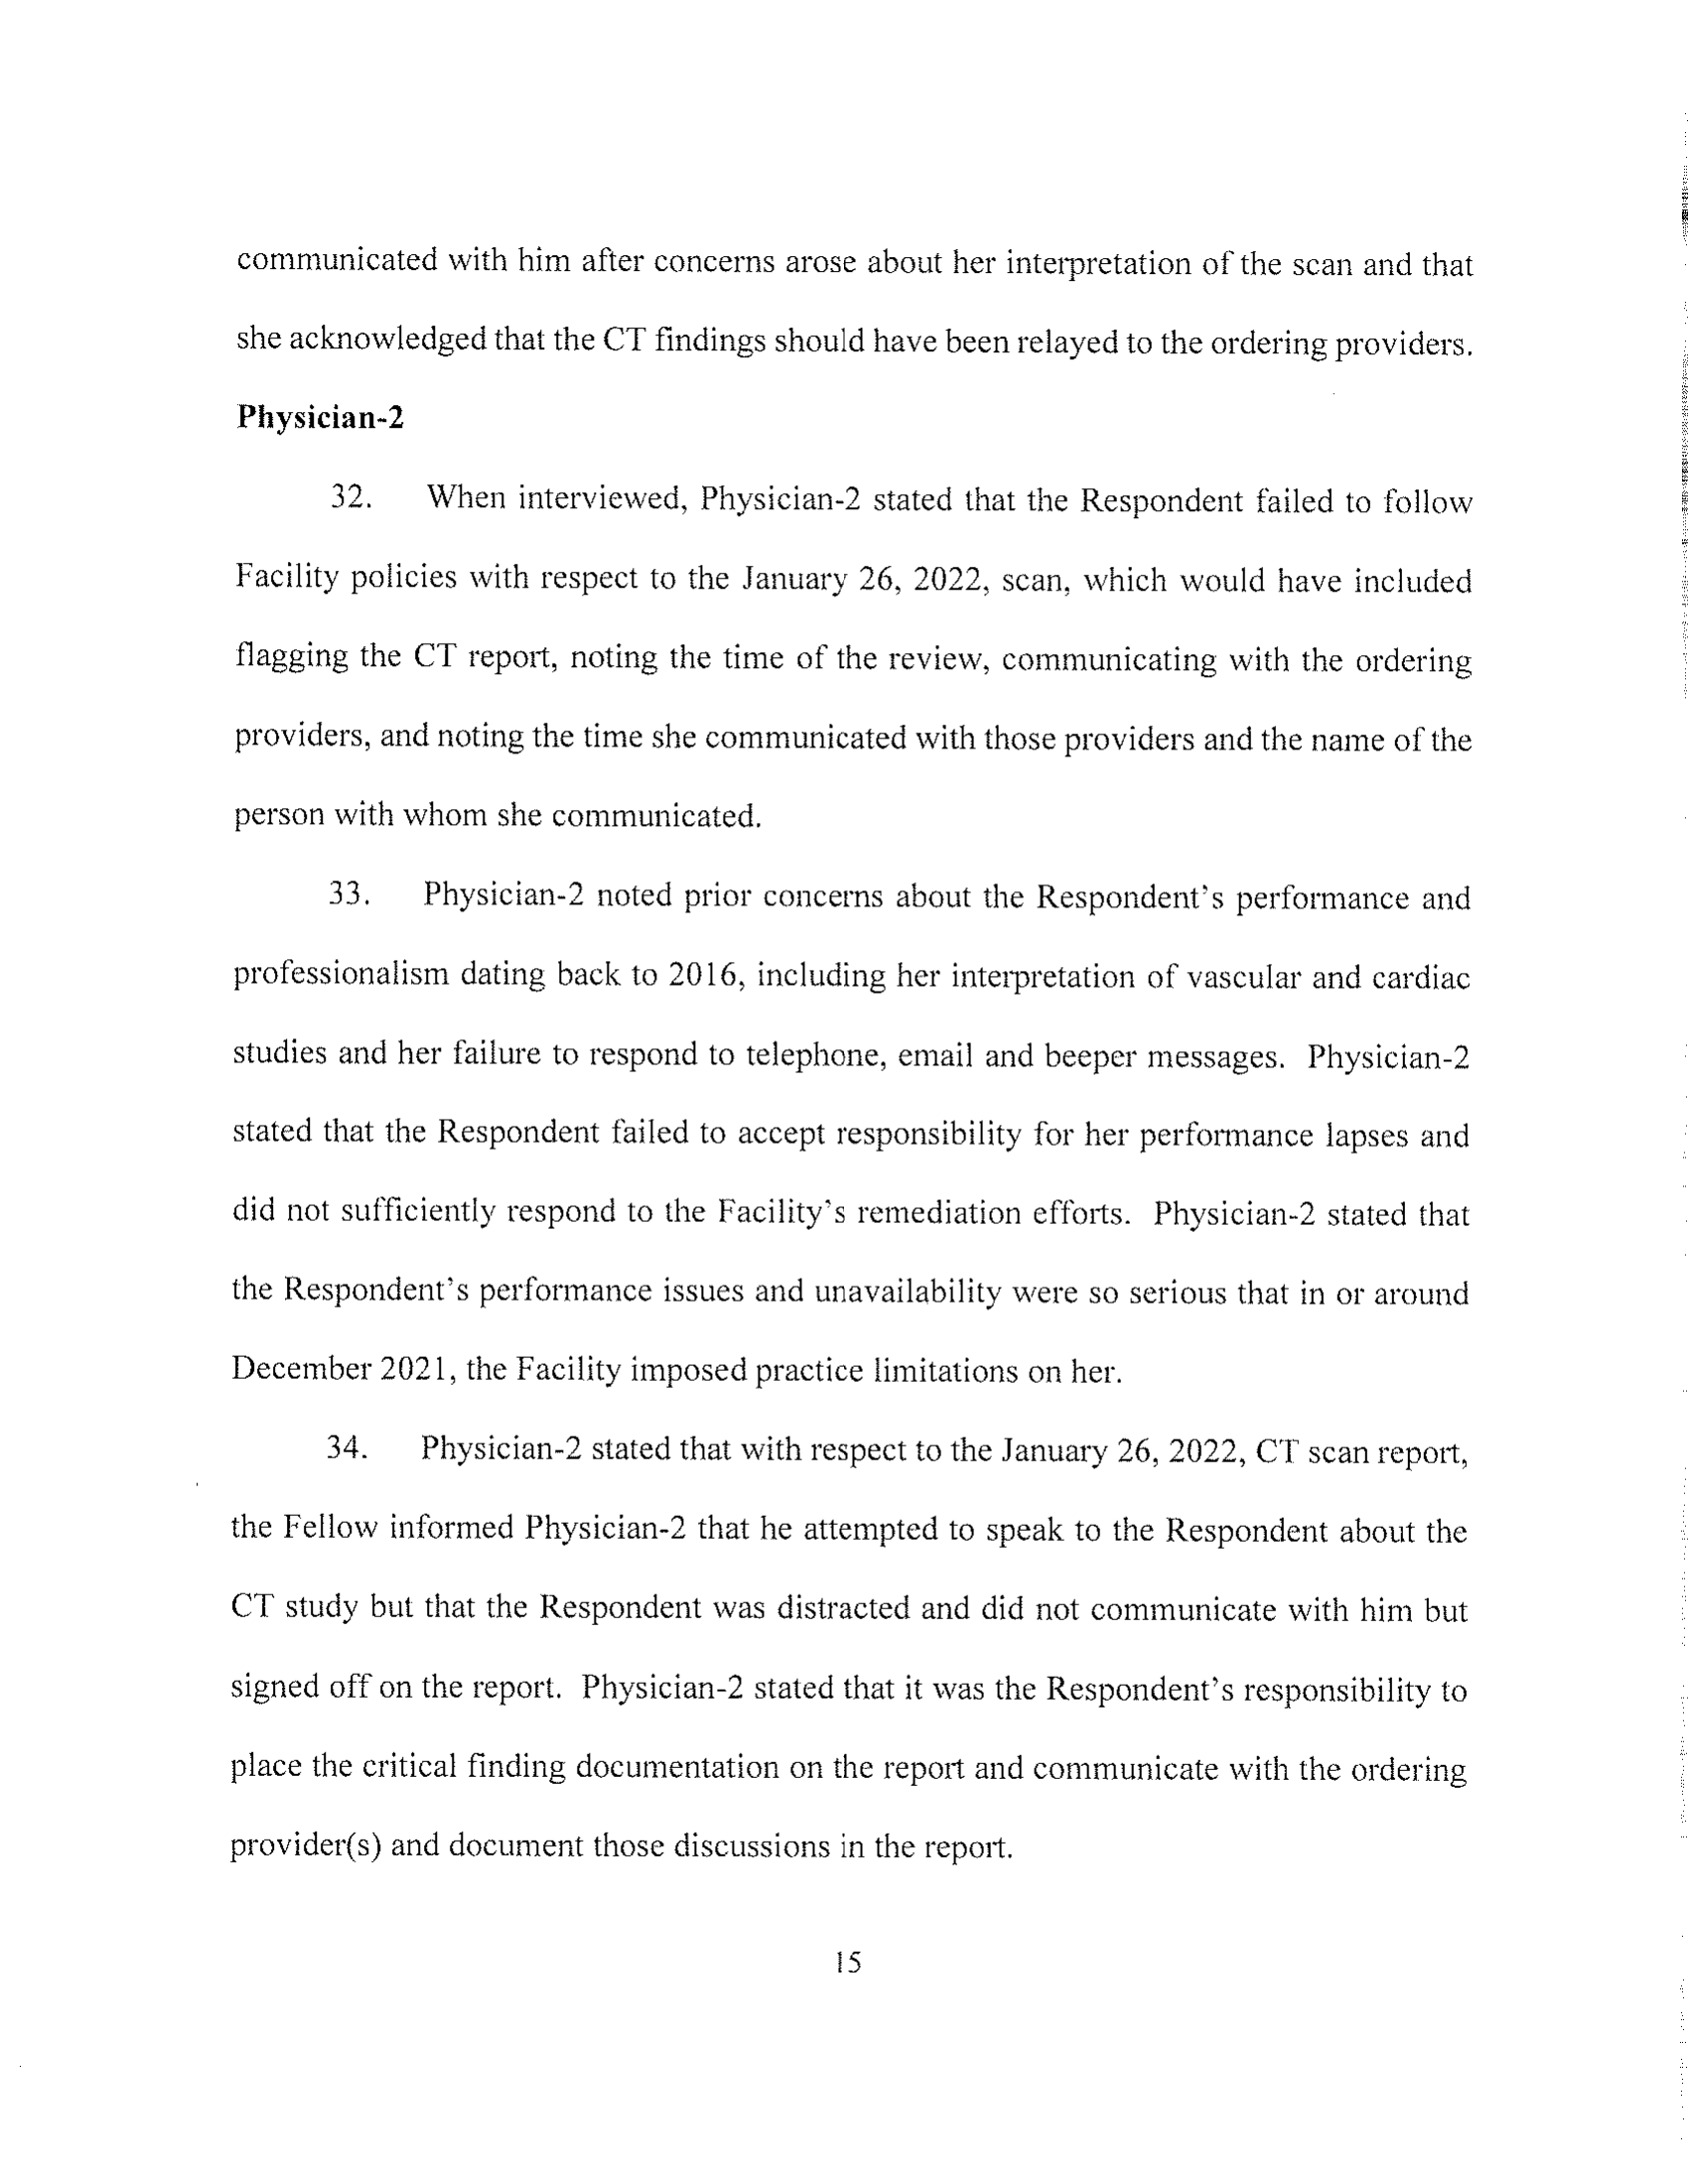 communicated with him after concerns arose about her interpretation of the scan and that
she acknowledged that the CT findings should have been relayed to the ordering providers.
Physician-2
32. When interviewed, Physician-2 stated that the Respondent failed to follow
Facility policies with respect to the January 26, 2022, scan, which would have included
flagging the CT report, noting the time of the review, communicating with the ordering
providers, and noting the time she communicated with those providers and the name of the
person with whom she communicated.
33. Physician-2 noted prior concerns about the Respondent's performance and
professionalism dating back to 2016, including her interpretation of vascular and cardiac
studies and her failure to respond to telephone, email and beeper messages. Physician-2
stated that the Respondent failed to accept responsibility for her performance lapses and
did not sufficiently respond to the Facility's remediation efforts. Physician-2 stated that
the Respondent's performance issues and unavailability were so serious that in or around
December 2021, the Facility imposed practice limitations on her.
34. Physician-2 stated that with respect to the January 26, 2022, CT scan report,
the Fellow informed Physician-2 that he attempted to speak to the Respondent about the
CT study but that the Respondent was distracted and did not communicate with him but
signed off on the report. Physician-2 stated that it was the Respondent's responsibility to
place the critical finding documentation on the report and communicate with the ordering
provider(s) and document those discussions in the report.
15